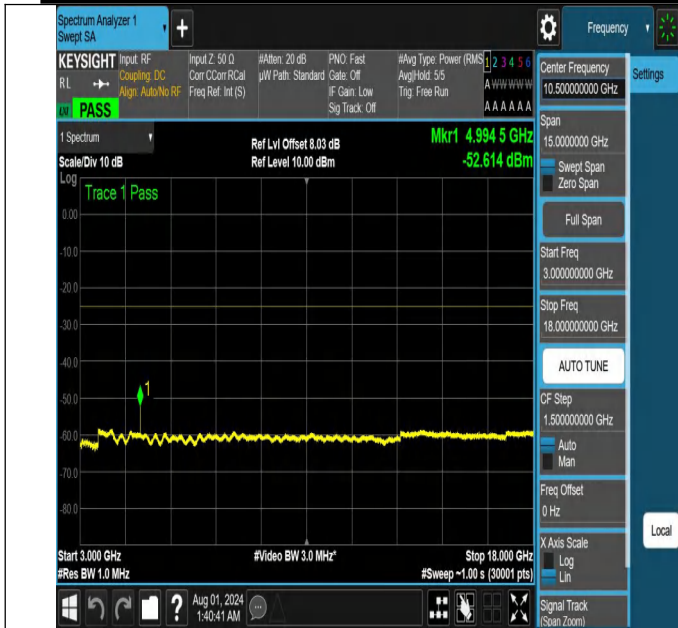 Spectrum Analyzer 1
Swept SA
+
Frequency
KEYSIGHT
RL
PASS
Input: RF
Coupling: DC
Align: Auto/No RF
Input Z: 50 Ω
Corr CCorr RCal
Freq Ref: Int (S)
#Atten: 20 dB
µW Path: Standard
PNO: Fast
Gate: Off
IF Gain: Low
Sig Track: Off
#Avg Type: Power (RMS
Avg|Hold: 5/5
Trig: Free Run
1 2 3 4 5 6
A W W W W W
A A A A A A
1 Spectrum
Scale/Div 10 dB
Ref Lvl Offset 8.03 dB
Ref Level 10.00 dBm
Mkr1 4.994 5 GHz
-52.614 dBm
Log
Trace 1 Pass
0.00
-10.0
-20.0
-30.0
-40.0
-50.0
-60.0
-70.0
-80.0
1
Start 3.000 GHz
#Res BW 1.0 MHz
#Video BW 3.0 MHz*
Stop 18.000 GHz
#Sweep ~1.00 s (30001 pts)
?
Aug 01, 2024
1:40:41 AM
Center Frequency
10.500000000 GHz
Settings
Span
15.0000000 GHz
Swept Span
Zero Span
Full Span
Start Freq
3.000000000 GHz
Stop Freq
18.000000000 GHz
AUTO TUNE
CF Step
1.500000000 GHz
Auto
Man
Freq Offset
0 Hz
Local
X Axis Scale
Log
Lin
Signal Track
(Span Zoom)